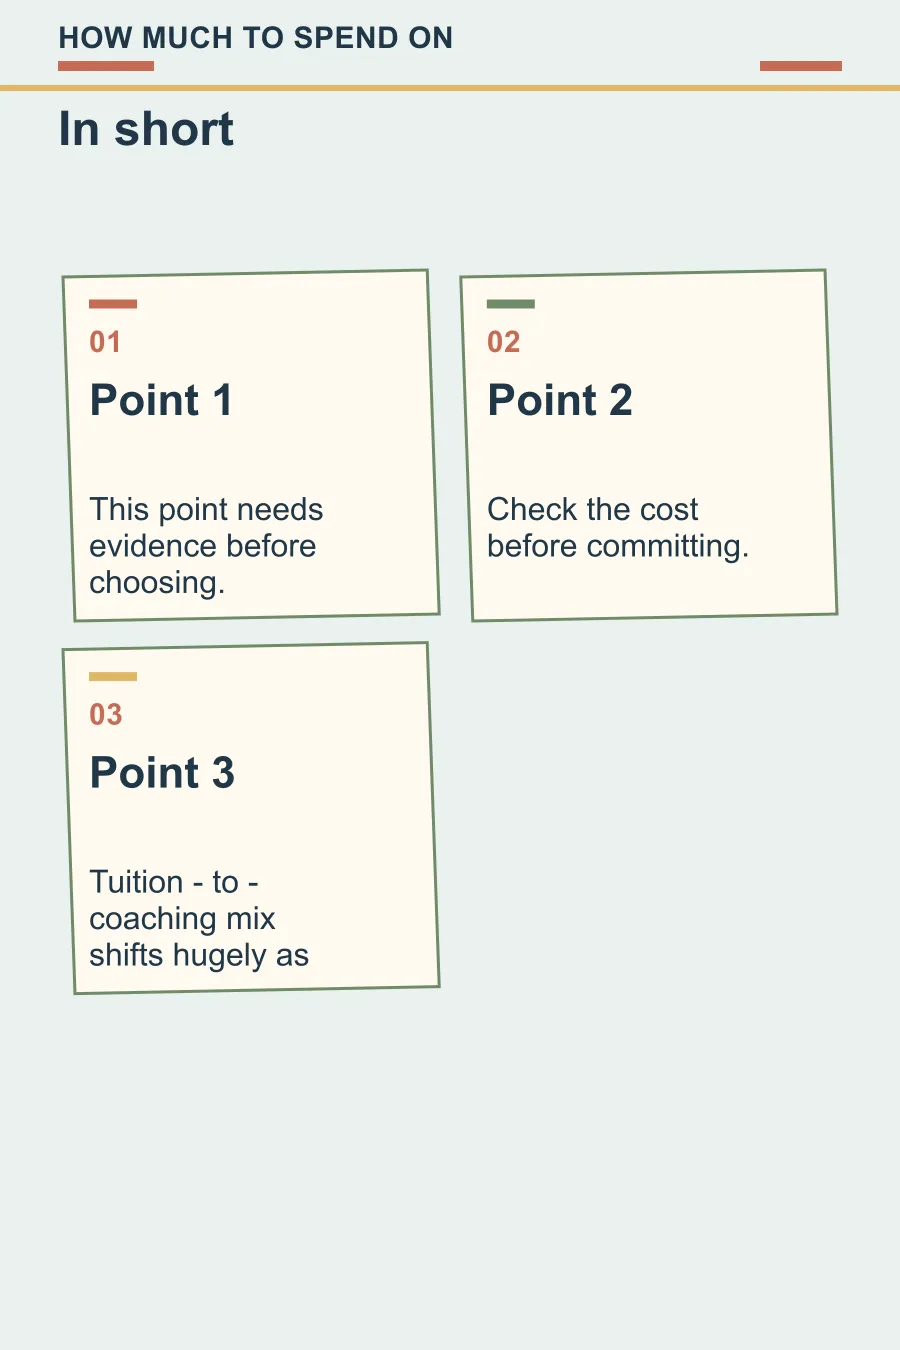 HOW MUCH TO SPEND ON
In short
01
Point 1
This point needs
evidence before
choosing.
02
Point 2
Check the cost
before committing.
03
Point 3
Tuition - to -
coaching mix
shifts hugely as